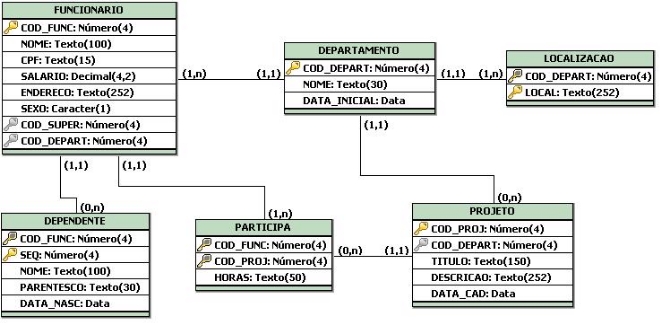 FUNCIONARIO
COD_FUNC: Número(4)
NOME: Texto(100)
CPF: Texto(15)
SALARIO: Decimal(4,2)
ENDERECO: Texto(252)
SEXO: Caracter(1)
COD_SUPER: Número(4)
COD_DEPART: Número(4)
(1,n)
(1,1)
DEPARTAMENTO
COD_DEPART: Número(4)
NOME: Texto(30)
DATA_INICIAL: Data
(1,1)
(1,n)
LOCALIZACAO
COD_DEPART: Número(4)
LOCAL: Texto(252)
(1,1)
(1,1)
(1,1)
(0,n)
(1,n)
(0,n)
DEPENDENTE
COD_FUNC: Número(4)
SEQ: Número(4)
NOME: Texto(100)
PARENTESCO: Texto(30)
DATA_NASC: Data
PARTICIPA
COD_FUNC: Número(4)
COD_PROJ: Número(4)
HORAS: Texto(50)
(0,n)
(1,1)
PROJETO
COD_PROJ: Número(4)
COD_DEPART: Número(4)
TITULO: Texto(150)
DESCRICAO: Texto(252)
DATA_CAD: Data